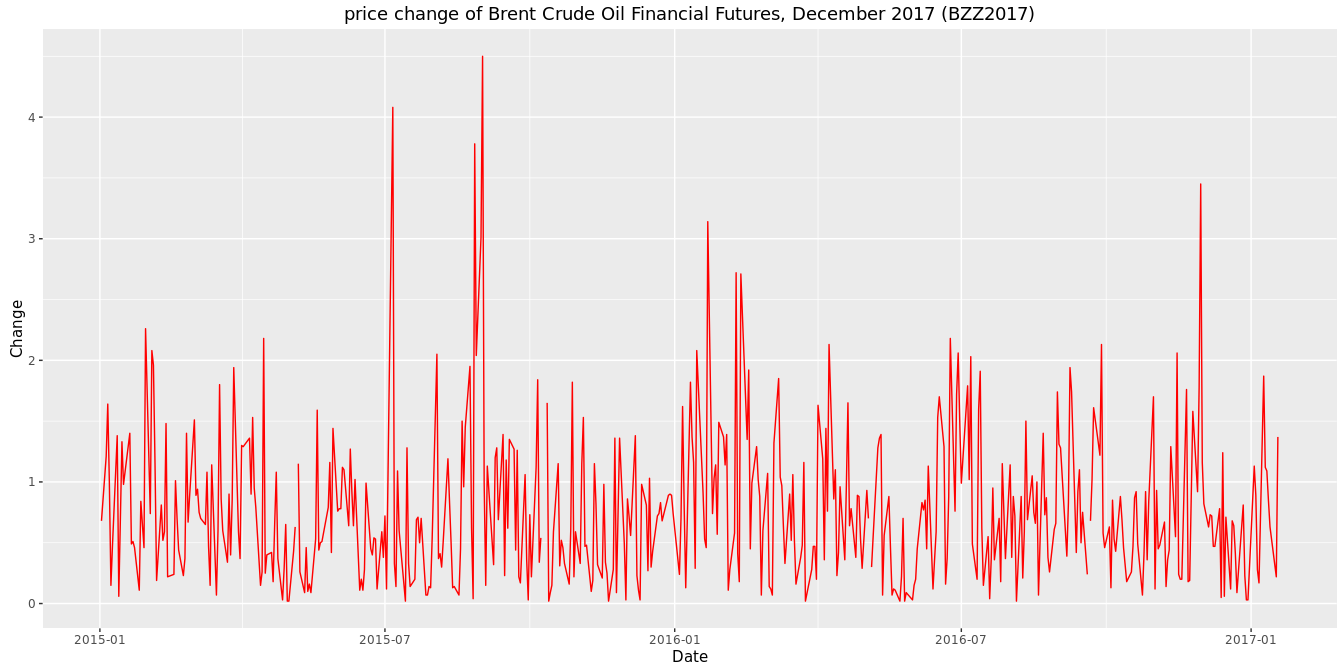 price change of Brent Crude Oil Financial Futures, December 2017 (BZZ2017)
Change
4
3
2
1
0
2015-01 2015-07 2016-01 2016-07 2017-01
Date